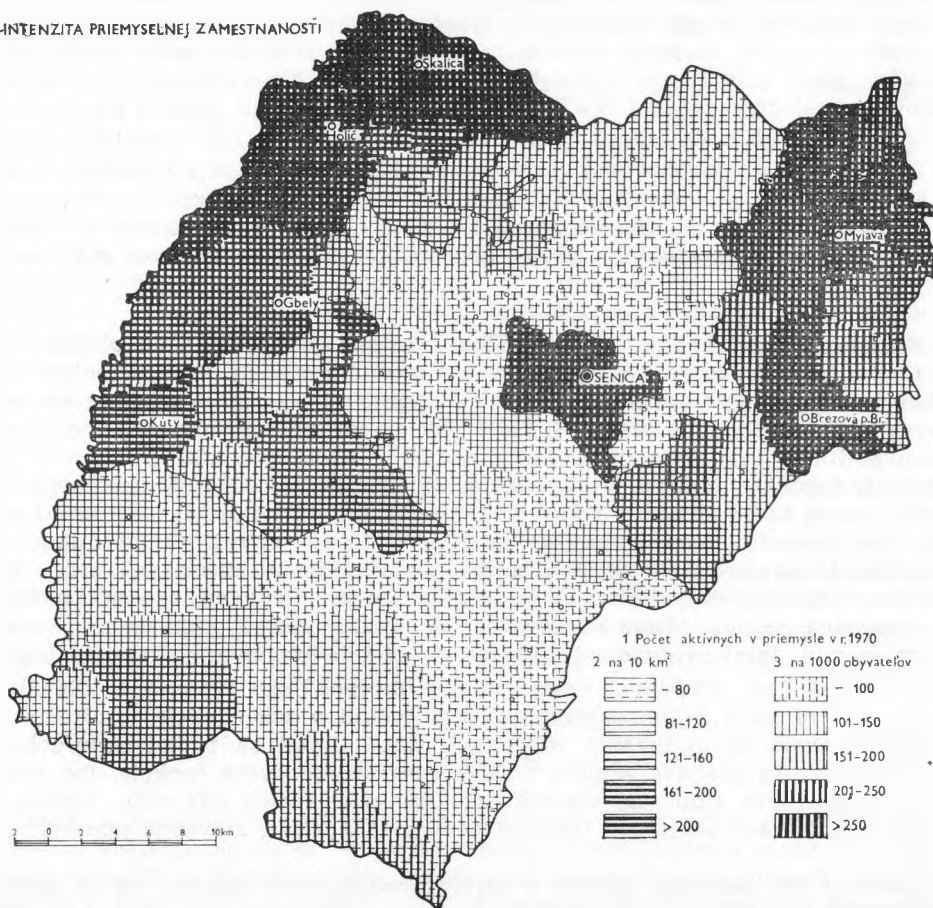 INTENZITA PRIEMYSELNEJ ZAMESTNANOSTI
Skalica
Holíč
Myjava
Gbely
SENICA
Kúty
Brezová p.Br.
1 Počet aktívnych v priemysle v r.1970
2 na 10 km² 3 na 1000 obyvateľov
80 – 100
81–120 101–150
121–160 151–200
161–200 201–250
>200 >250
2 0 2 4 6 8 10km